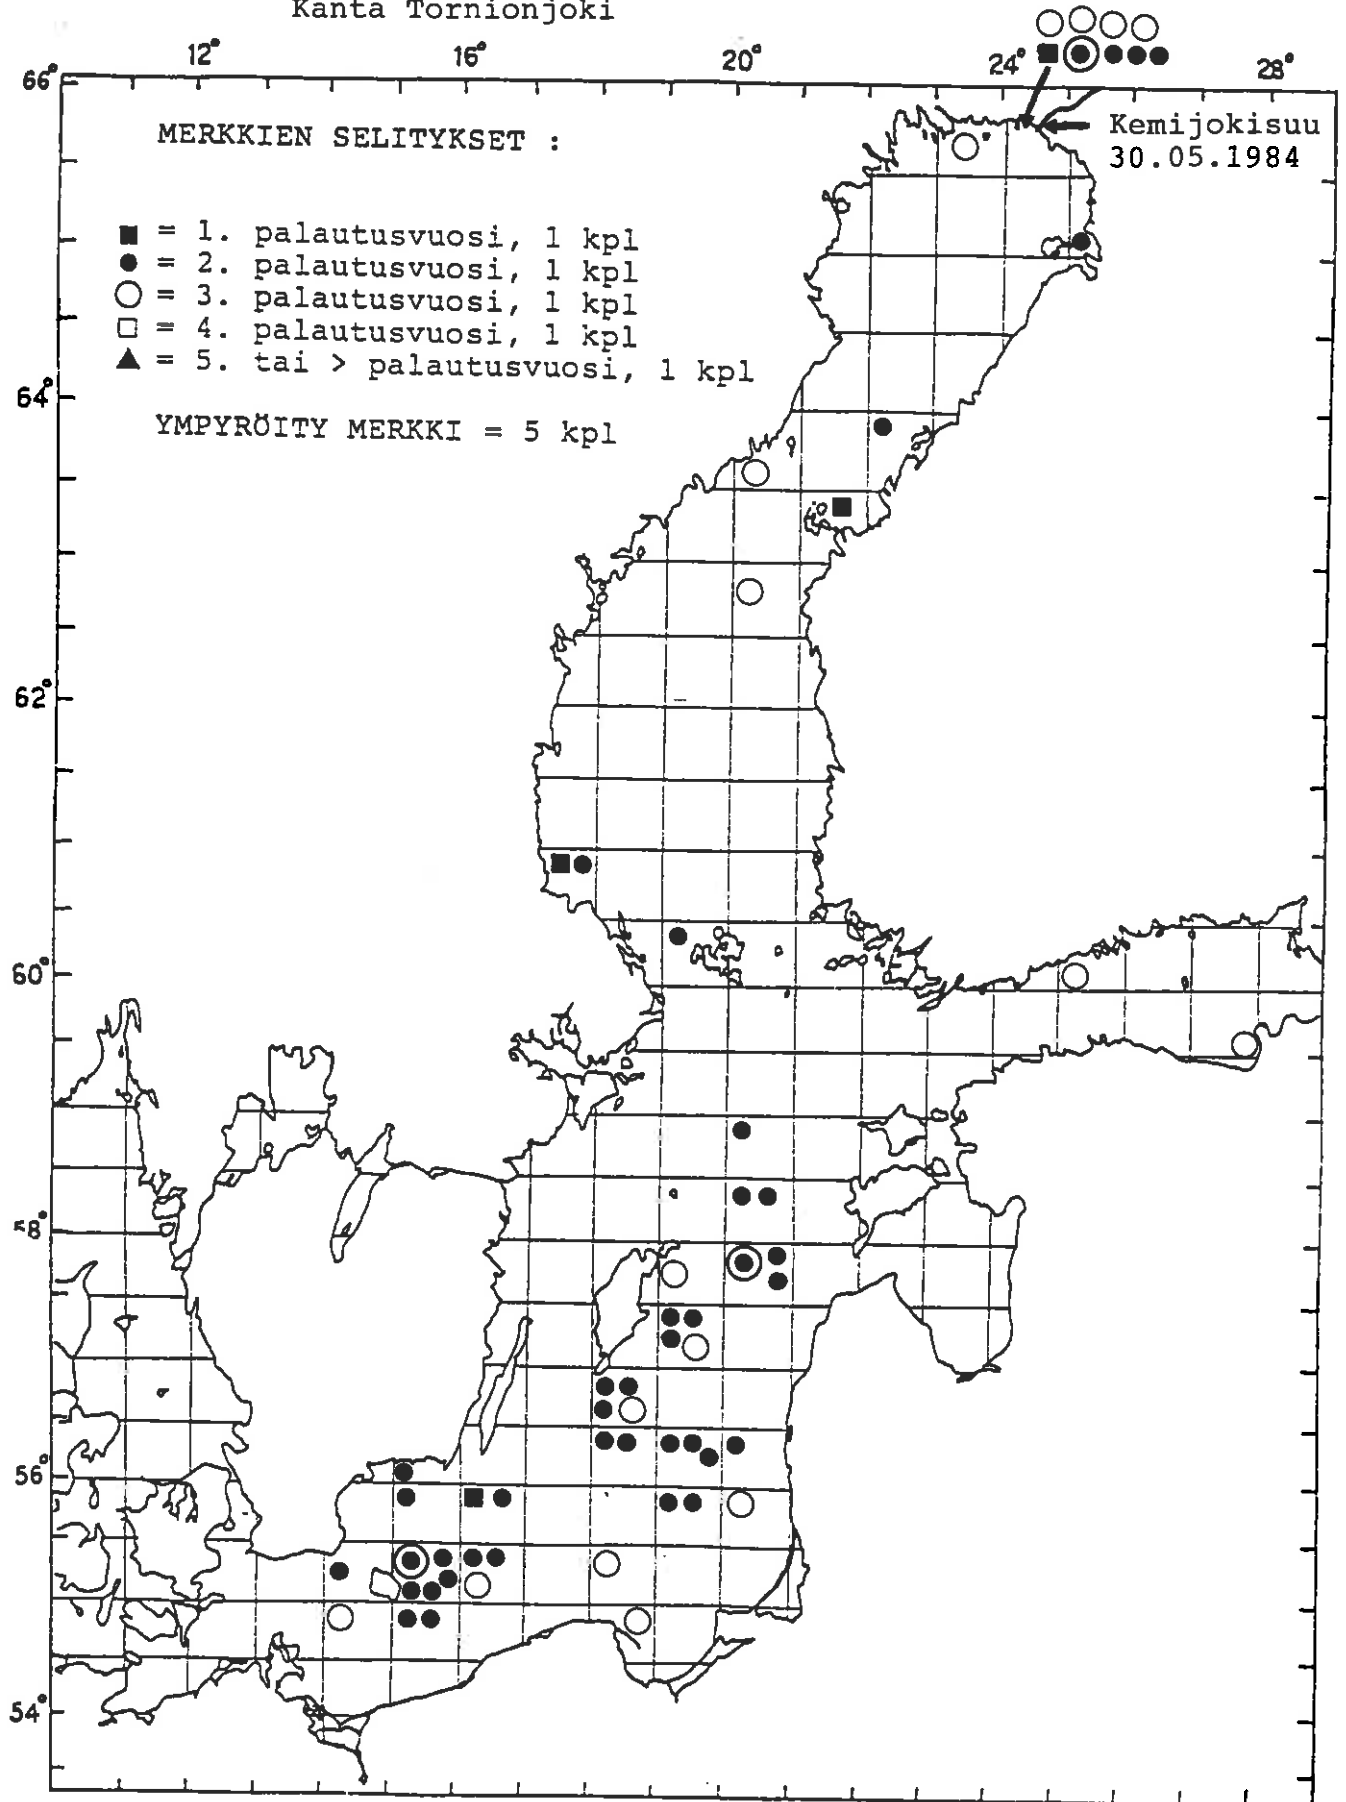 Kanta Tornionjoki
12° 16° 20° 24° 28°
66°
MERKKIEN SELITYKSET :
Kemijokisuu
30.05.1984
■ = 1. palautusvuosi, 1 kpl
● = 2. palautusvuosi, 1 kpl
○ = 3. palautusvuosi, 1 kpl
□ = 4. palautusvuosi, 1 kpl
▲ = 5. tai > palautusvuosi, 1 kpl
64°
YMPYRÖITY MERKKI = 5 kpl
62°
60°
58°
56°
54°